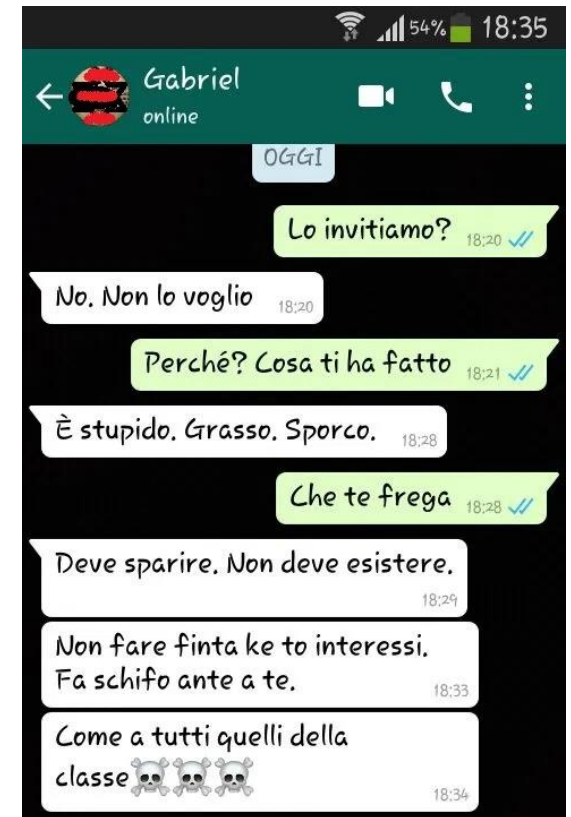 54% 18:35
Gabriel
online
OGGI
Lo invitiamo? 18:20
No. Non lo voglio 18:20
Perché? Cosa ti ha fatto 18:21
È stupido. Grasso. Sporco. 18:28
Che te frega 18:28
Deve sparire. Non deve esistere.
18:29
Non fare finta ke to interessi.
Fa schifo ante a te. 18:33
Come a tutti quelli della
classe☠☠☠ 18:34